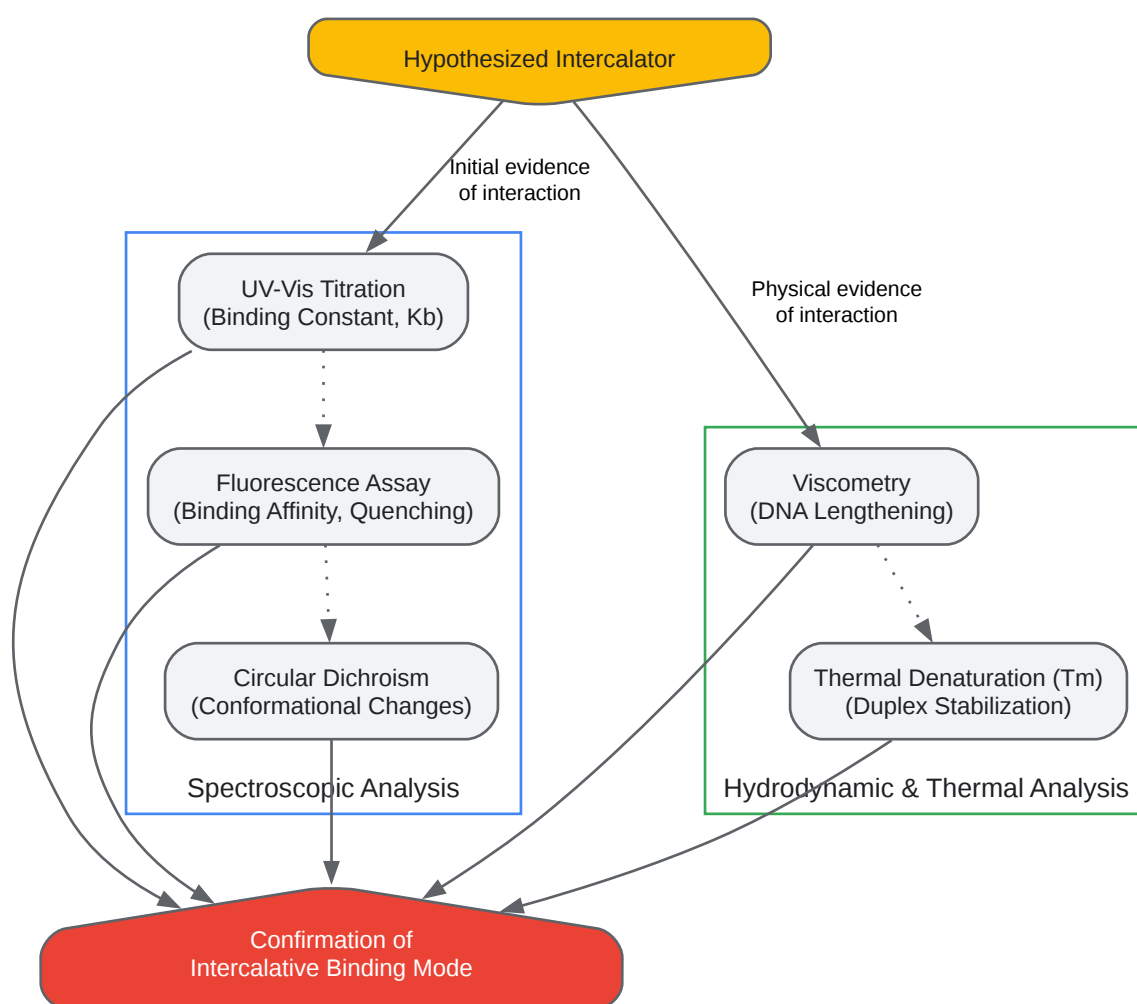 Hypothesized Intercalator
Initial evidence
of interaction
Physical evidence
of interaction
UV-Vis Titration
(Binding Constant, Kb)
Fluorescence Assay
(Binding Affinity, Quenching)
Circular Dichroism
(Conformational Changes)
Spectroscopic Analysis
Viscometry
(DNA Lengthening)
Thermal Denaturation (Tm)
(Duplex Stabilization)
Hydrodynamic & Thermal Analysis
Confirmation of
Intercalative Binding Mode